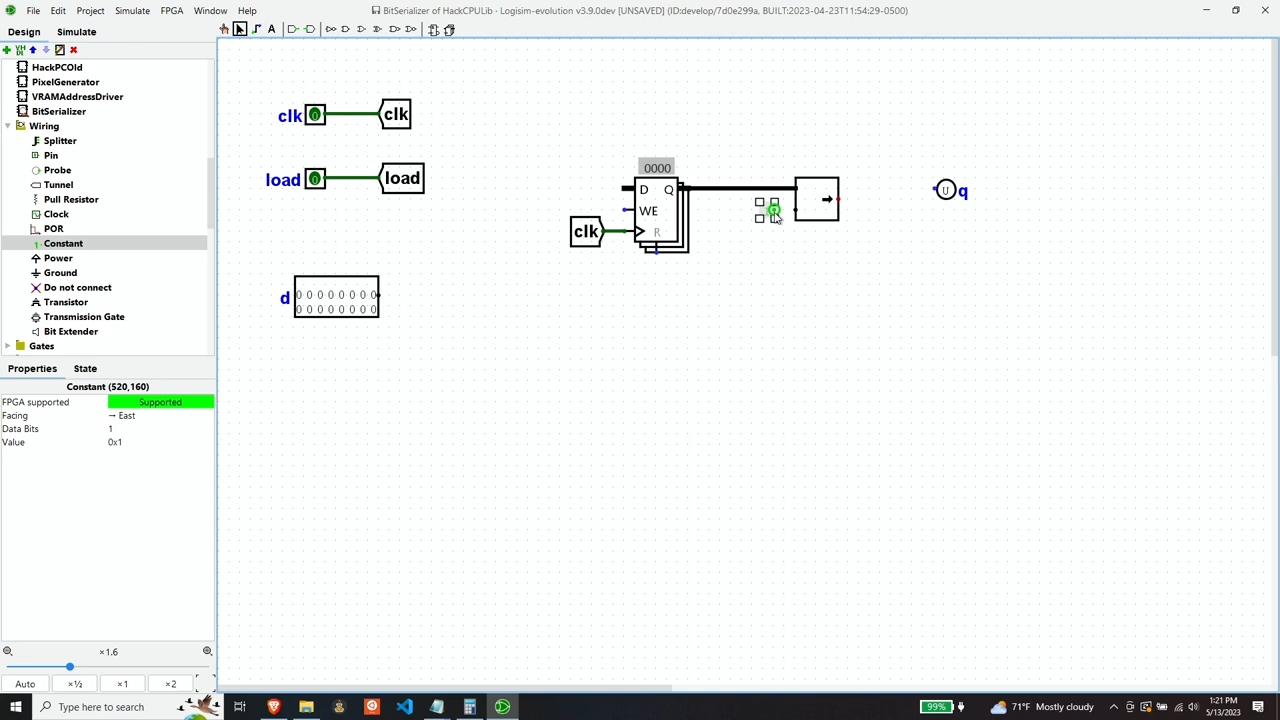 BitSerializer of HackCPULib - Logisim-evolution v3.9.0dev [UNSAVED] (ID:develop/7d0e299a, BUILT:2023-04-23T11:54:29-0500)
File Edit Project Simulate FPGA Window Help
Design Simulate
A
VH
DL
HackPCOld
PixelGenerator
VRAMAddressDriver
BitSerializer
Wiring
Splitter
Pin
Probe
Tunnel
Pull Resistor
Clock
POR
Constant
Power
Ground
Do not connect
Transistor
Transmission Gate
Bit Extender
Gates
Properties State
Constant (520,160)
FPGA supported Supported
Facing → East
Data Bits 1
Value 0x1
×1.6
Auto ×½ ×1 ×2
clk 0 clk
load 0 load
d
0 0 0 0 0 0 0 0
0 0 0 0 0 0 0 0
0000
D Q
WE
clk R
U q
Type here to search
99%
71°F Mostly cloudy
1:21 PM
5/13/2023